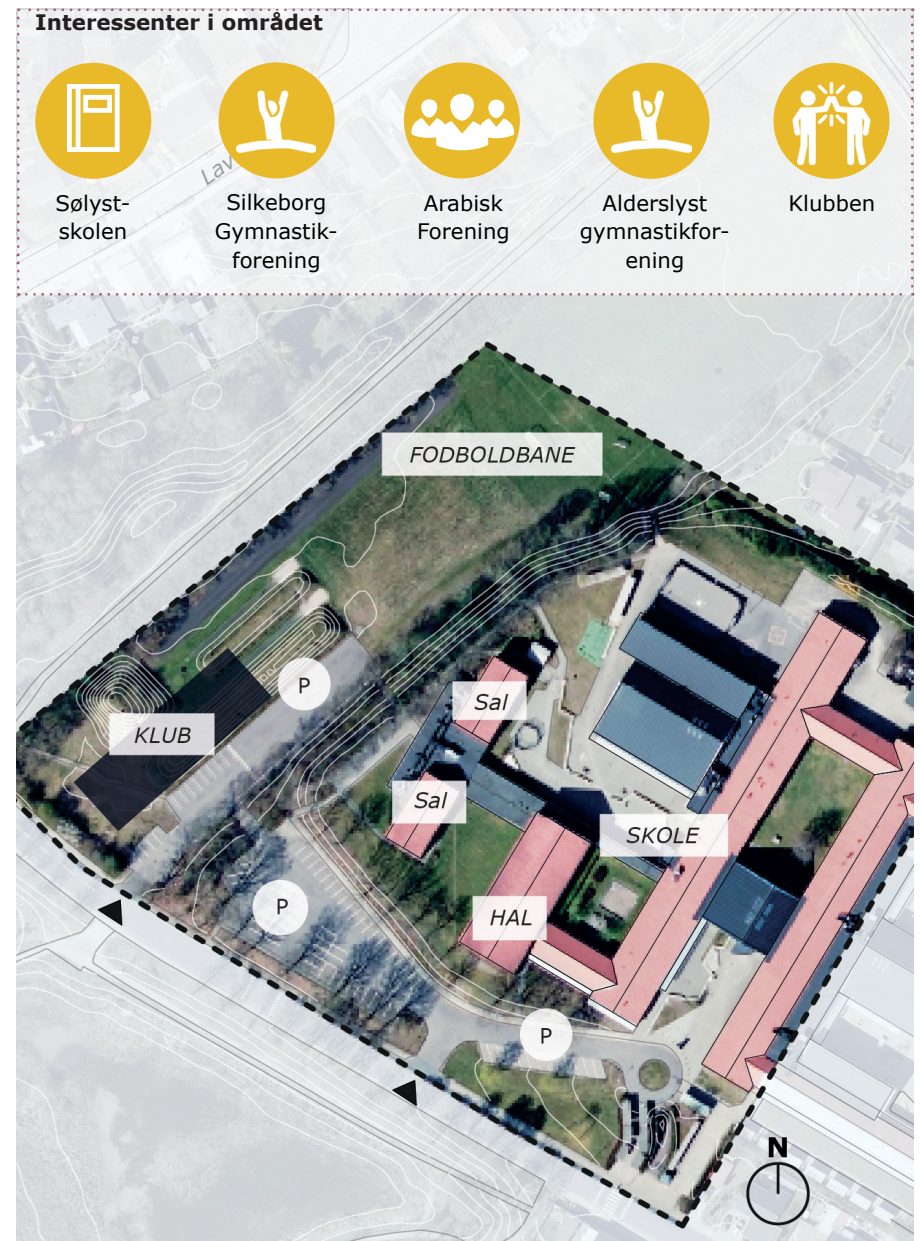 Interessenter i området
Lav
Sølyst-
skolen
Silkeborg
Gymnastik-
forening
Arabisk
Forening
Alderslyst
gymnastikfor-
ening
Klubben
FODBOLDBANE
P
Sal
KLUB
Sal
SKOLE
P
HAL
P
N